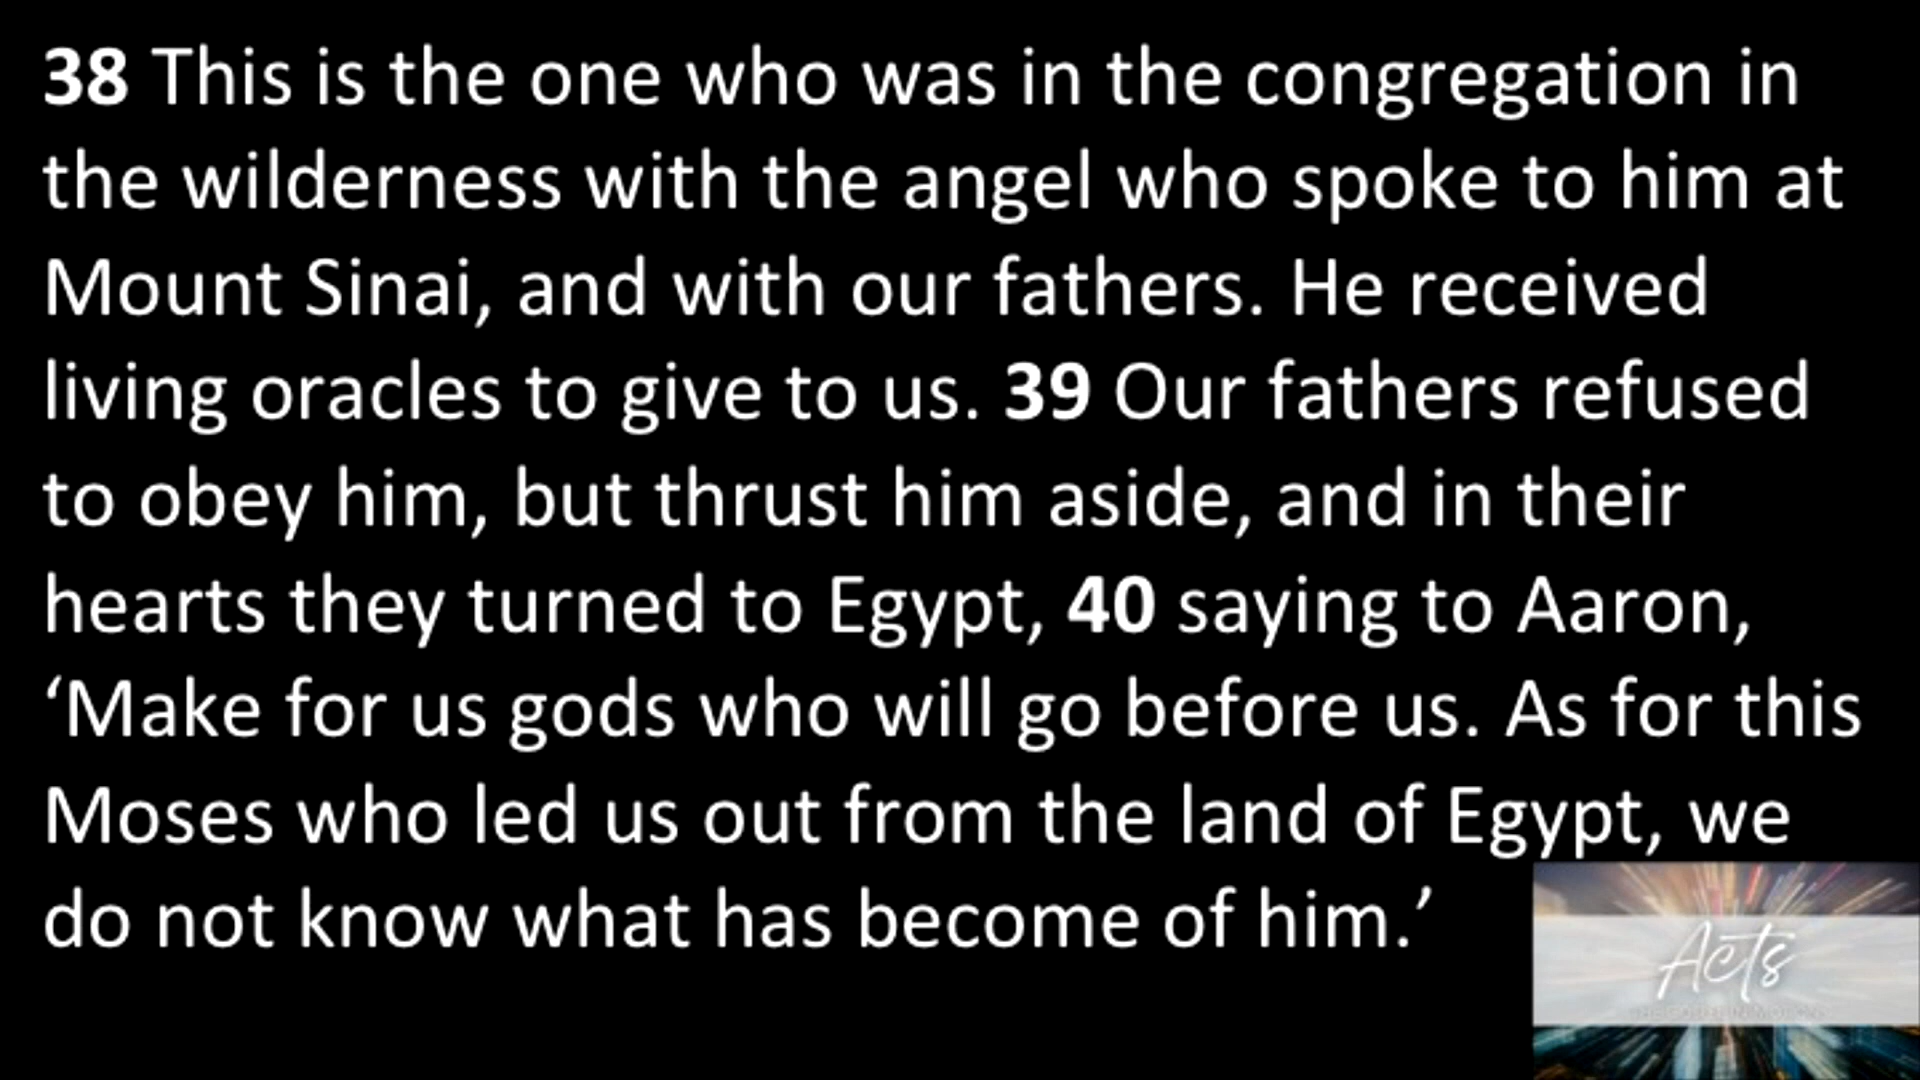 38 This is the one who was in the congregation in
the wilderness with the angel who spoke to him at
Mount Sinai, and with our fathers. He received
living oracles to give to us. 39 Our fathers refused
to obey him, but thrust him aside, and in their
hearts they turned to Egypt, 40 saying to Aaron,
‘Make for us gods who will go before us. As for this
Moses who led us out from the land of Egypt, we
do not know what has become of him.’
Acts